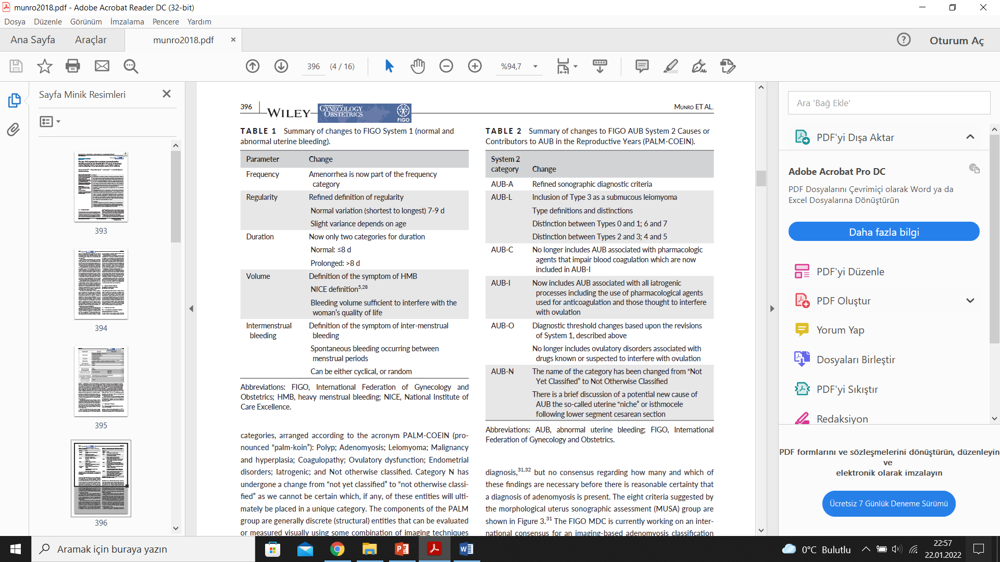 munro2018.pdf - Adobe Acrobat Reader DC (32-bit)
Dosya Düzenle Görünüm İmzalama Pencere Yardım
Ana Sayfa Araçlar munro2018.pdf Oturum Aç
396 (4 / 16) %94,7
Sayfa Minik Resimleri
393
394
395
396
396 WILEY International Journal of GYNECOLOGY OBSTETRICS FIGO MUNRO ET AL.
TABLE 1 Summary of changes to FIGO System 1 (normal and
abnormal uterine bleeding).
Parameter Change
Frequency Amenorrhea is now part of the frequency
category
Regularity Refined definition of regularity
Normal variation (shortest to longest) 7-9 d
Slight variance depends on age
Duration Now only two categories for duration
Normal: ≤8 d
Prolonged: >8 d
Volume Definition of the symptom of HMB
NICE definition5,28
Bleeding volume sufficient to interfere with the
woman's quality of life
Intermenstrual Definition of the symptom of inter-menstrual
bleeding bleeding
Spontaneous bleeding occurring between
menstrual periods
Can be either cyclical, or random
Abbreviations: FIGO, International Federation of Gynecology and
Obstetrics; HMB, heavy menstrual bleeding; NICE, National Institute of
Care Excellence.
categories, arranged according to the acronym PALM-COEIN (pro-
nounced “palm-koin”): Polyp; Adenomyosis; Leiomyoma; Malignancy
and hyperplasia; Coagulopathy; Ovulatory dysfunction; Endometrial
disorders; Iatrogenic; and Not otherwise classified. Category N has
undergone a change from “not yet classified” to “not otherwise classi-
fied” as we cannot be certain which, if any, of these entities will ulti-
mately be placed in a unique category. The components of the PALM
group are generally discrete (structural) entities that can be evaluated
or measured visually using some combination of imaging techniques
TABLE 2 Summary of changes to FIGO AUB System 2 Causes or
Contributors to AUB in the Reproductive Years (PALM-COEIN).
System 2
category Change
AUB-A Refined sonographic diagnostic criteria
AUB-L Inclusion of Type 3 as a submucous leiomyoma
Type definitions and distinctions
Distinction between Types 0 and 1; 6 and 7
Distinction between Types 2 and 3; 4 and 5
AUB-C No longer includes AUB associated with pharmacologic
agents that impair blood coagulation which are now
included in AUB-I
AUB-I Now includes AUB associated with all iatrogenic
processes including the use of pharmacological agents
used for anticoagulation and those thought to interfere
with ovulation
AUB-O Diagnostic threshold changes based upon the revisions
of System 1, described above
No longer includes ovulatory disorders associated with
drugs known or suspected to interfere with ovulation
AUB-N The name of the category has been changed from “Not
Yet Classified” to Not Otherwise Classified
There is a brief discussion of a potential new cause of
AUB the so-called uterine “niche” or isthmocele
following lower segment cesarean section
Abbreviations: AUB, abnormal uterine bleeding; FIGO, International
Federation of Gynecology and Obstetrics.
diagnosis,31,32 but no consensus regarding how many and which of
these findings are necessary before there is reasonable certainty that
a diagnosis of adenomyosis is present. The eight criteria suggested by
the morphological uterus sonographic assessment (MUSA) group are
shown in Figure 3.31 The FIGO MDC is currently working on an inter-
national consensus for an imaging-based adenomyosis classification
Ara 'Bağ Ekle'
PDF'yi Dışa Aktar
Adobe Acrobat Pro DC
PDF Dosyalarını Çevrimiçi olarak Word ya da
Excel Dosyalarına Dönüştürün
Daha fazla bilgi
PDF'yi Düzenle
PDF Oluştur
Yorum Yap
Dosyaları Birleştir
PDF'yi Sıkıştır
Redaksiyon
PDF formlarını ve sözleşmelerini dönüştürün, düzenleyin
ve
elektronik olarak imzalayın
Ücretsiz 7 Günlük Deneme Sürümü
Aramak için buraya yazın
0°C Bulutlu
22:57
22.01.2022